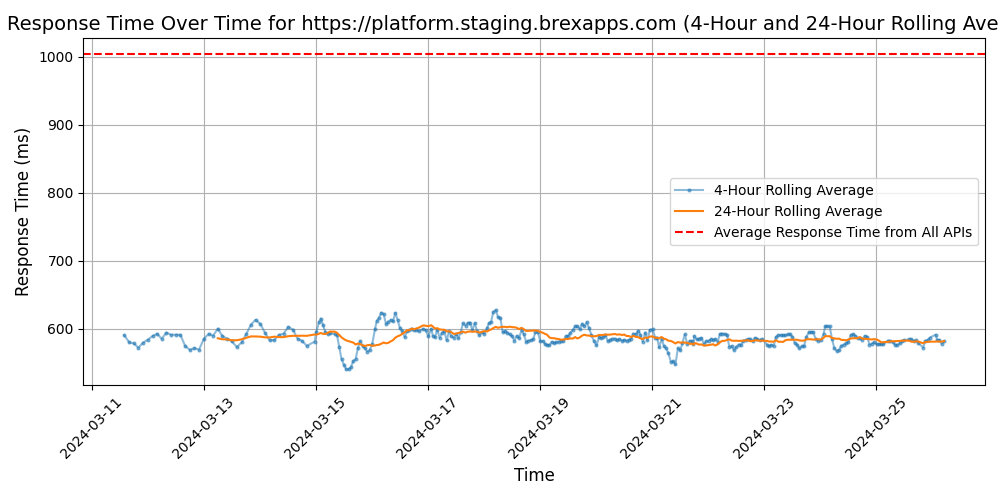 Response Time Over Time for https://platform.staging.brexapps.com (4-Hour and 24-Hour Rolling Ave
Response Time (ms)
1000
900
800
700
600
4-Hour Rolling Average
24-Hour Rolling Average
Average Response Time from All APIs
2024-03-11
2024-03-13
2024-03-15
2024-03-17
2024-03-19
2024-03-21
2024-03-23
2024-03-25
Time